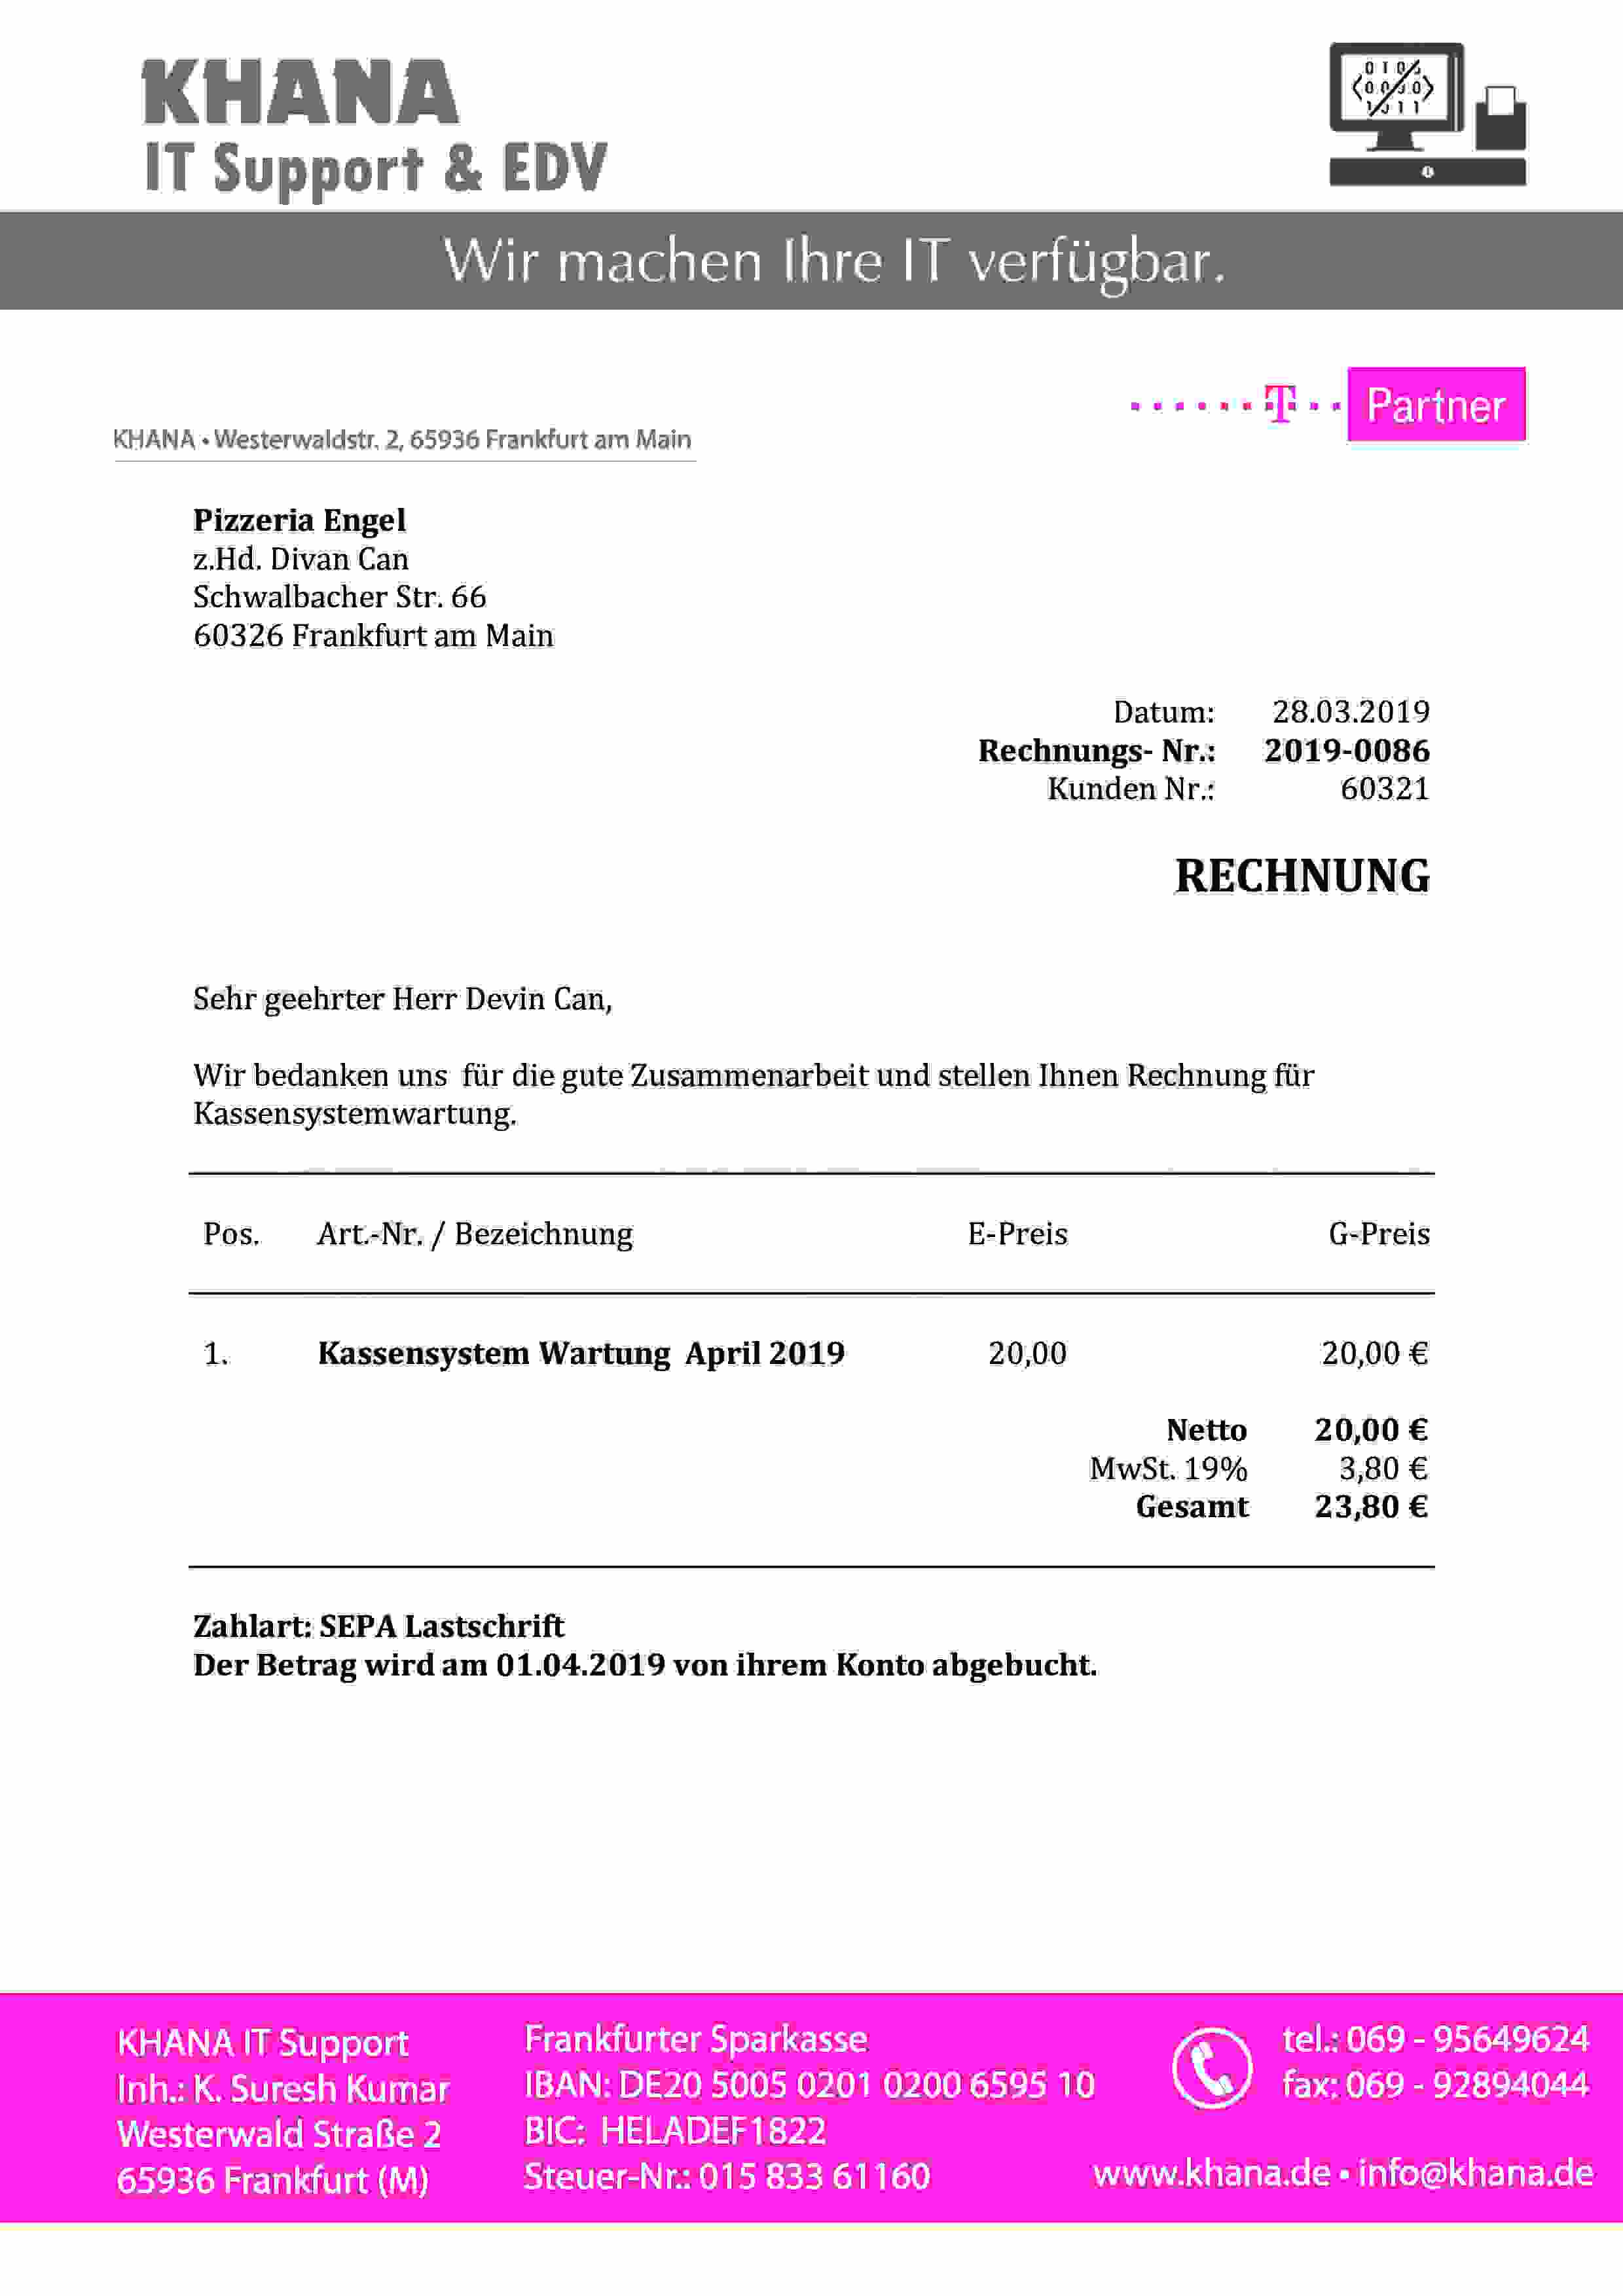 KHANA
IT Support & EDV
Wir machen Ihre IT verfügbar.
T Partner
KHANA • Westerwaldstr. 2, 65936 Frankfurt am Main
Pizzeria Engel
z.Hd. Divan Can
Schwalbacher Str. 66
60326 Frankfurt am Main
Datum: 28.03.2019
Rechnungs- Nr.: 2019-0086
Kunden Nr.: 60321
RECHNUNG
Sehr geehrter Herr Devin Can,
Wir bedanken uns für die gute Zusammenarbeit und stellen Ihnen Rechnung für
Kassensystemwartung.
Pos. Art.-Nr. / Bezeichnung E-Preis G-Preis
1. Kassensystem Wartung April 2019 20,00 20,00 €
Netto 20,00 €
MwSt. 19% 3,80 €
Gesamt 23,80 €
Zahlart: SEPA Lastschrift
Der Betrag wird am 01.04.2019 von ihrem Konto abgebucht.
KHANA IT Support
Inh.: K. Suresh Kumar
Westerwald Straße 2
65936 Frankfurt (M)
Frankfurter Sparkasse
IBAN: DE20 5005 0201 0200 6595 10
BIC: HELADEF1822
Steuer-Nr.: 015 833 61160
tel.: 069 - 95649624
fax: 069 - 92894044
www.khana.de • info@khana.de